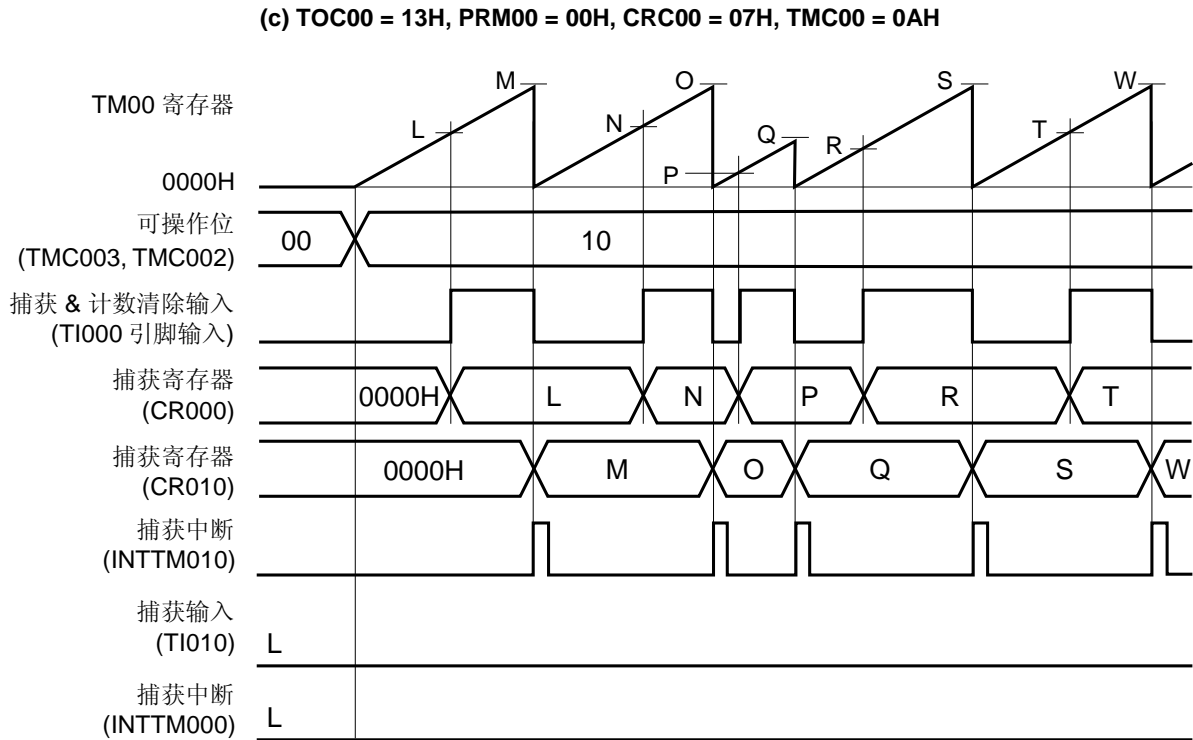 (c) TOC00 = 13H, PRM00 = 00H, CRC00 = 07H, TMC00 = 0AH
M O S W
L N Q R T
P
TM00 寄存器
0000H
可操作位
(TMC003, TMC002)
00 10
捕获 & 计数清除输入
(TI000 引脚输入)
捕获寄存器
(CR000)
0000H L N P R T
捕获寄存器
(CR010)
0000H M O Q S W
捕获中断
(INTTM010)
捕获输入
(TI010)
L
捕获中断
(INTTM000)
L